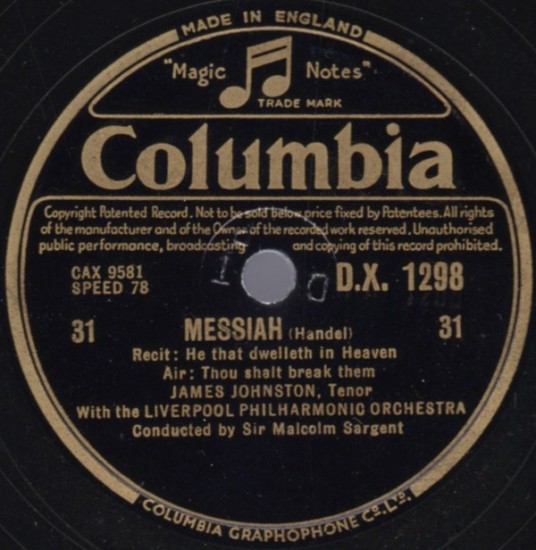 MADE IN ENGLAND
"Magic Notes"
TRADE MARK
Columbia
Copyright Patented Record. Not to be sold below price fixed by Patentees. All rights
of the manufacturer and of the Owner of the recorded work reserved. Unauthorised
public performance, broadcasting and copying of this record prohibited.
CAX 9581
SPEED 78
D.X. 1298
31 MESSIAH (Handel) 31
Recit: He that dwelleth in Heaven
Air: Thou shalt break them
JAMES JOHNSTON, Tenor
With the LIVERPOOL PHILHARMONIC ORCHESTRA
Conducted by Sir Malcolm Sargent
COLUMBIA GRAPHOPHONE Co. LTD.